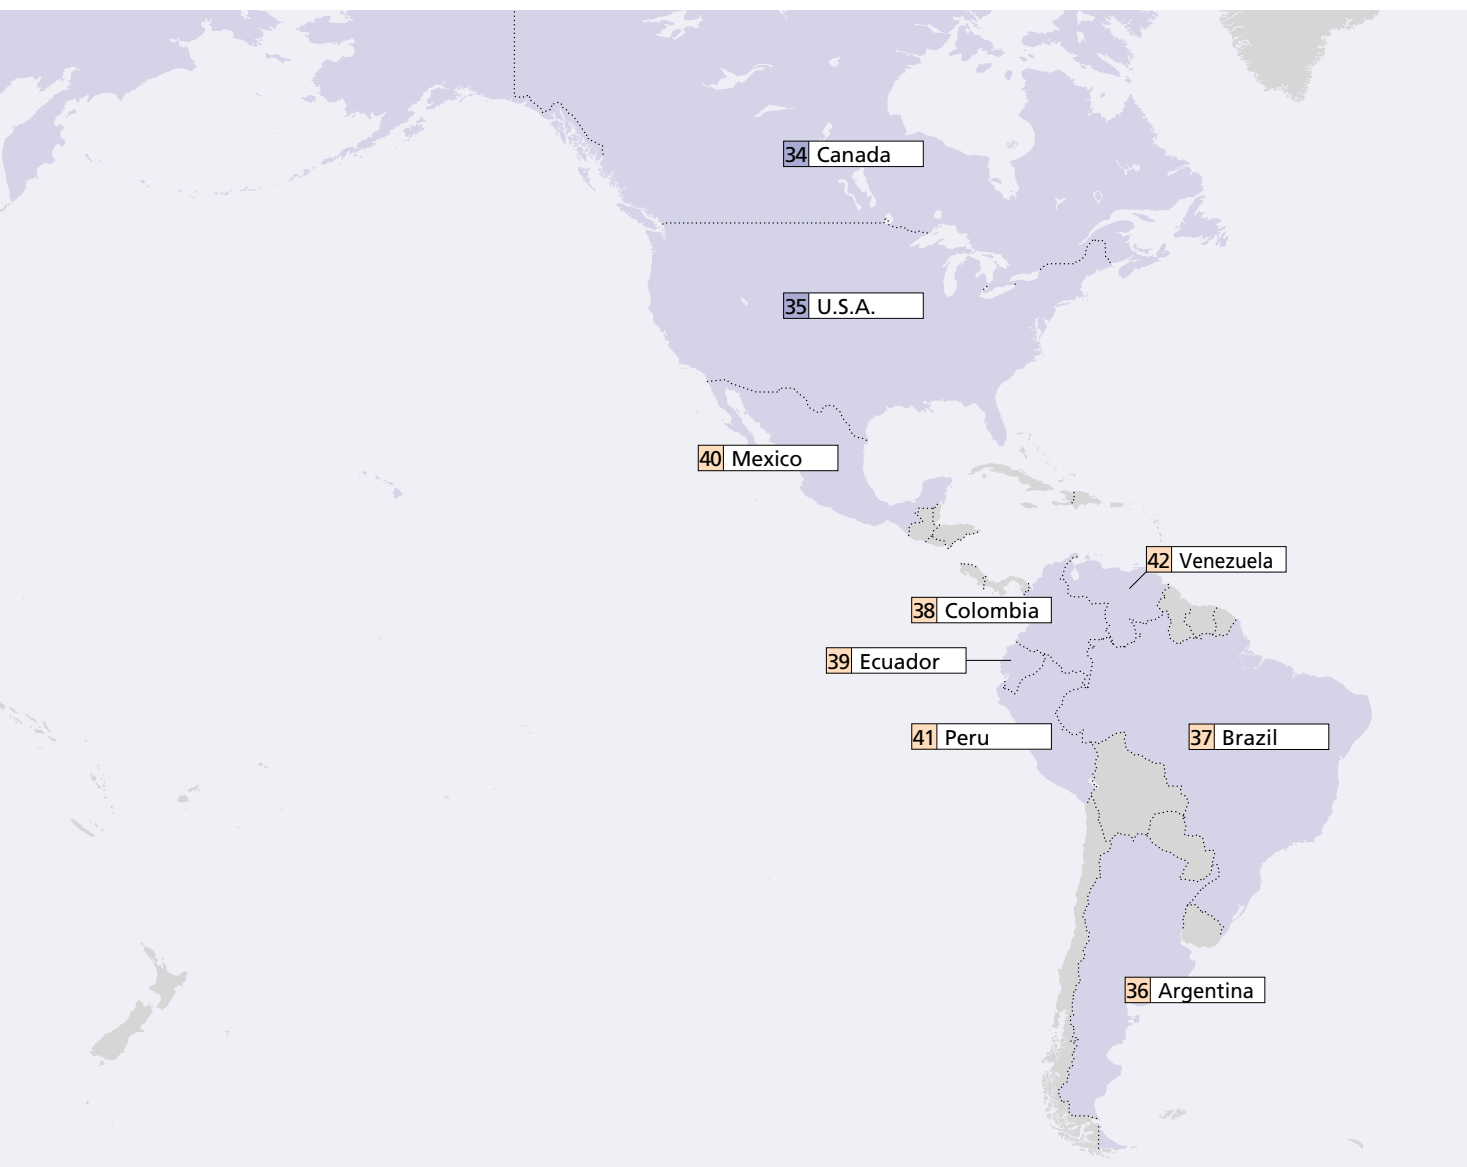 34 Canada
35 U.S.A.
40 Mexico
42 Venezuela
38 Colombia
39 Ecuador
41 Peru
37 Brazil
36 Argentina